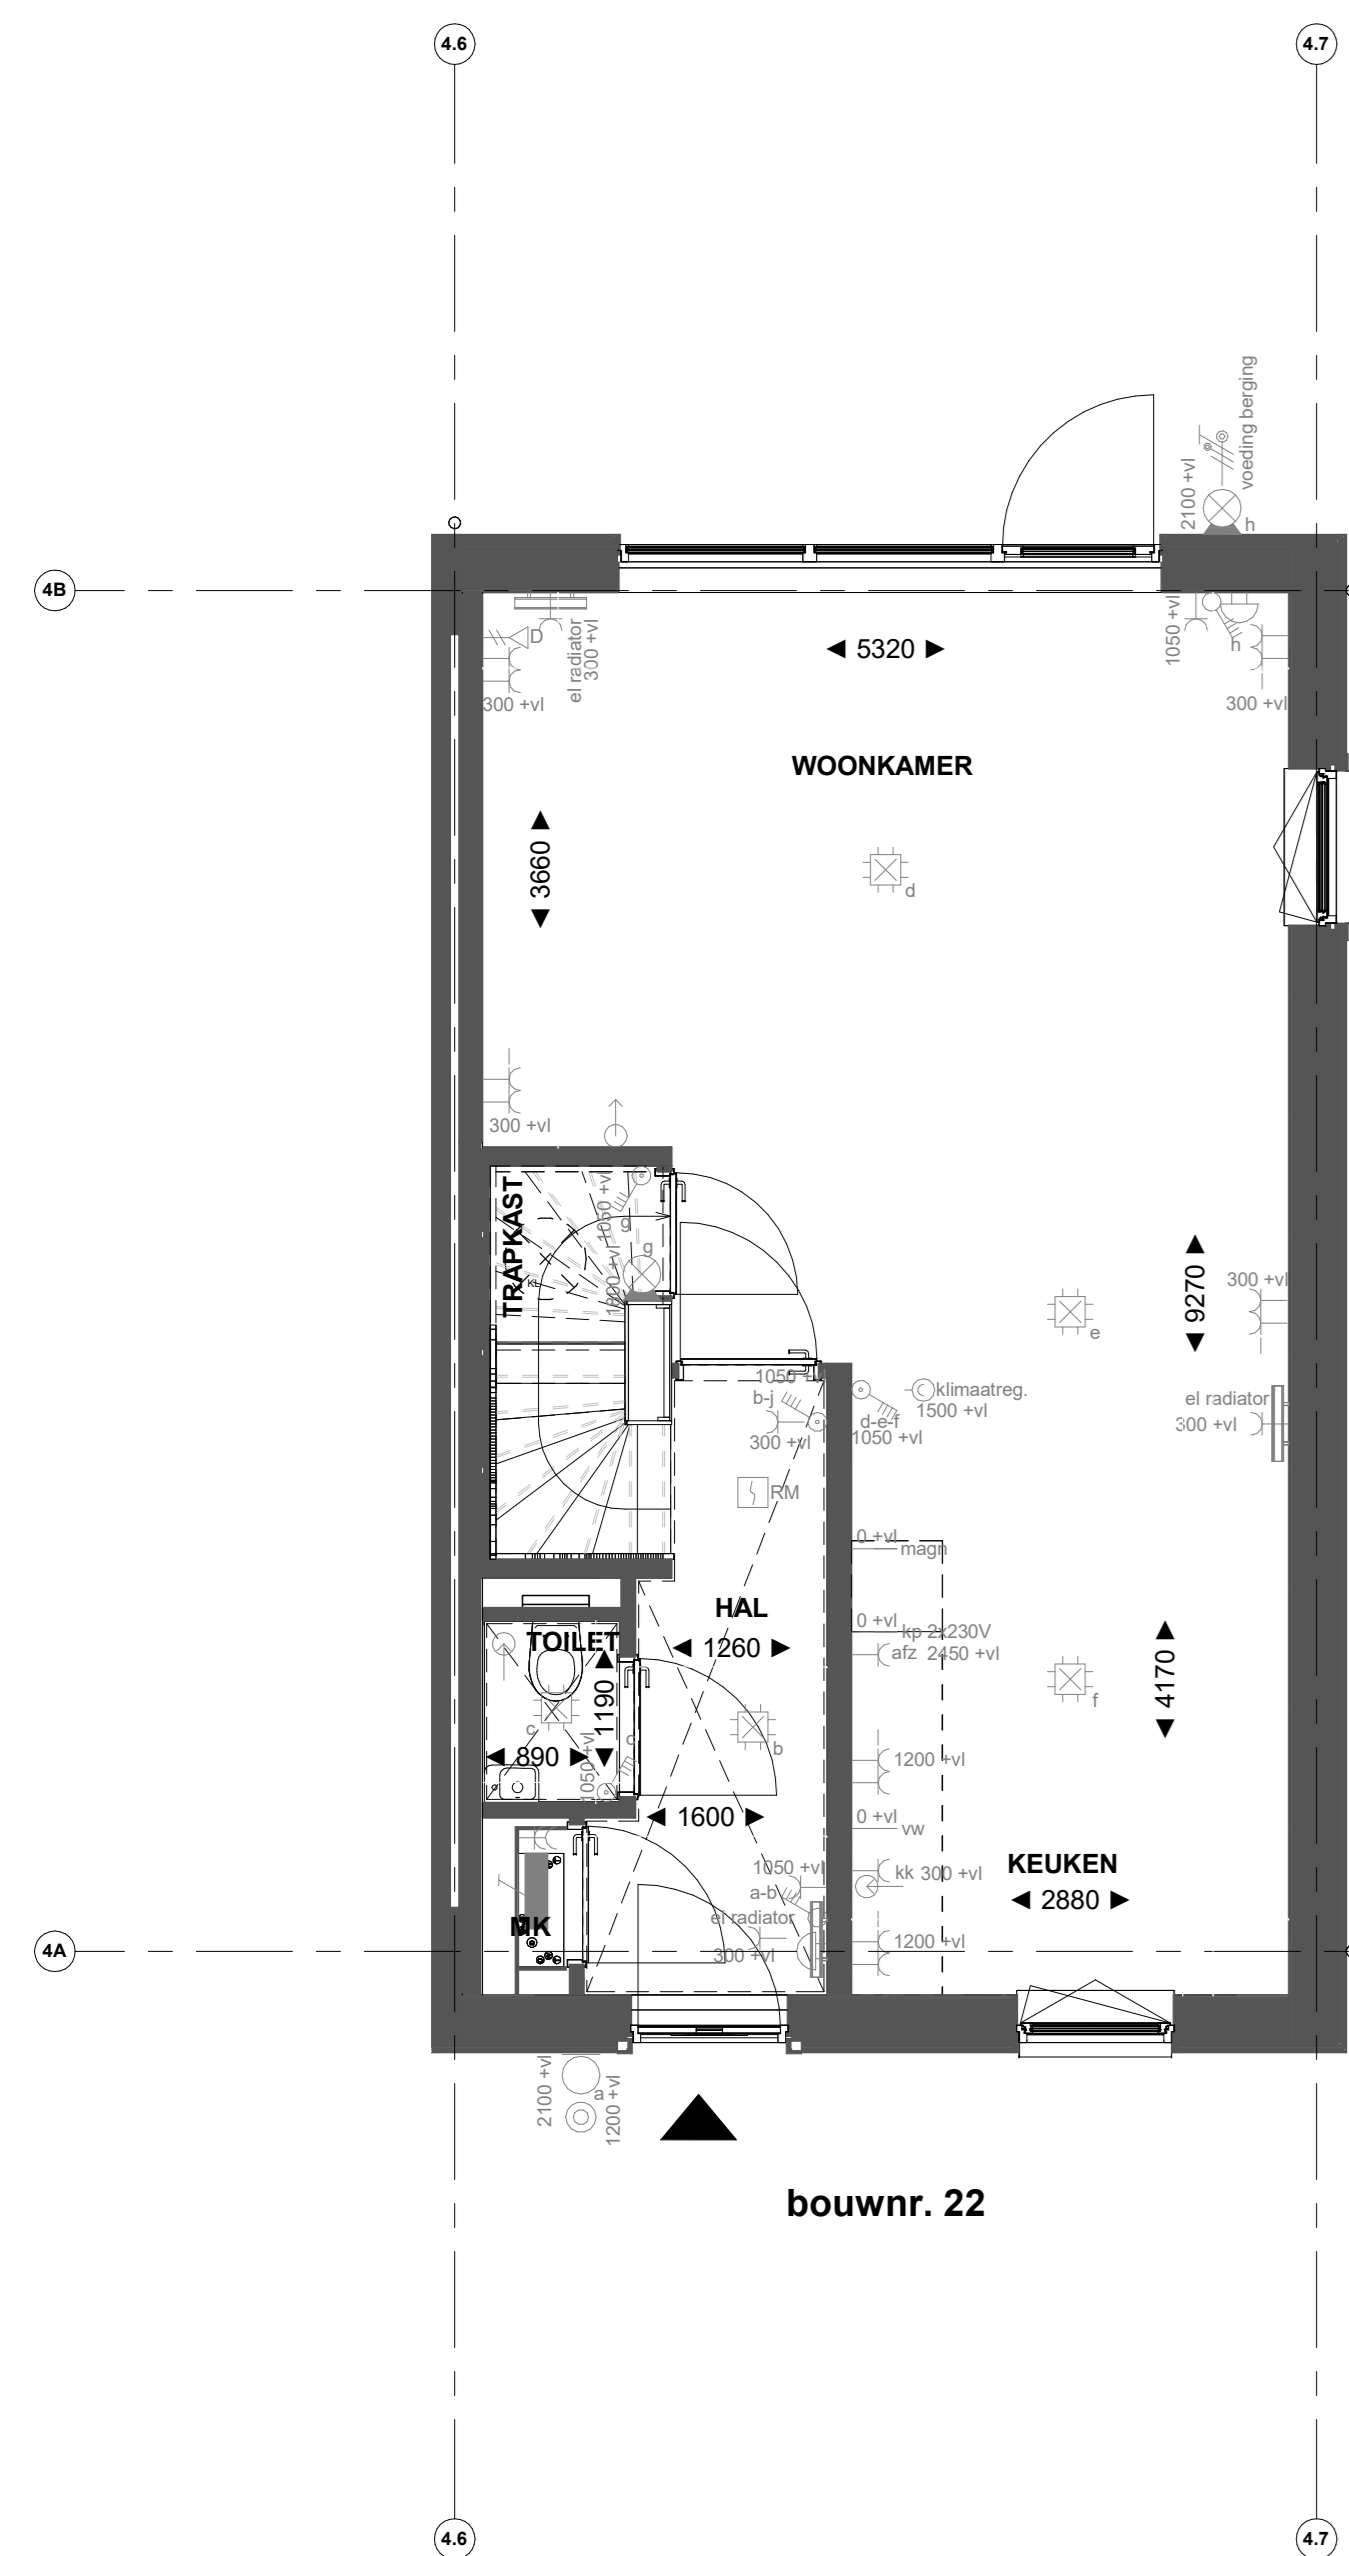 4.6
4.7
voeding berging
2100 +vl
h
4B
D
el radiator
300 +vl
300 +vl
5320
1050 +vl
h
300 +vl
WOONKAMER
3660
d
300 +vl
TRAPKAST
1050 +vl
g
g
1800 +vl
KL
9270
300 +vl
e
1050 +vl
b-j
300 +vl
klimaatreg.
1500 +vl
d-e-f
1050 +vl
el radiator
300 +vl
RM
0 +vl
magn
HAL
1260
0 +vl
kp 2x230V
afz 2450 +vl
TOILET
1190
c
c
890
1050 +vl
b
f
4170
1200 +vl
1600
0 +vl
vw
KEUKEN
2880
1050 +vl
a-b
kk 300 +vl
el radiator
300 +vl
MK
1200 +vl
4A
2100 +vl
a
1200 +vl
bouwnr. 22
4.6
4.7